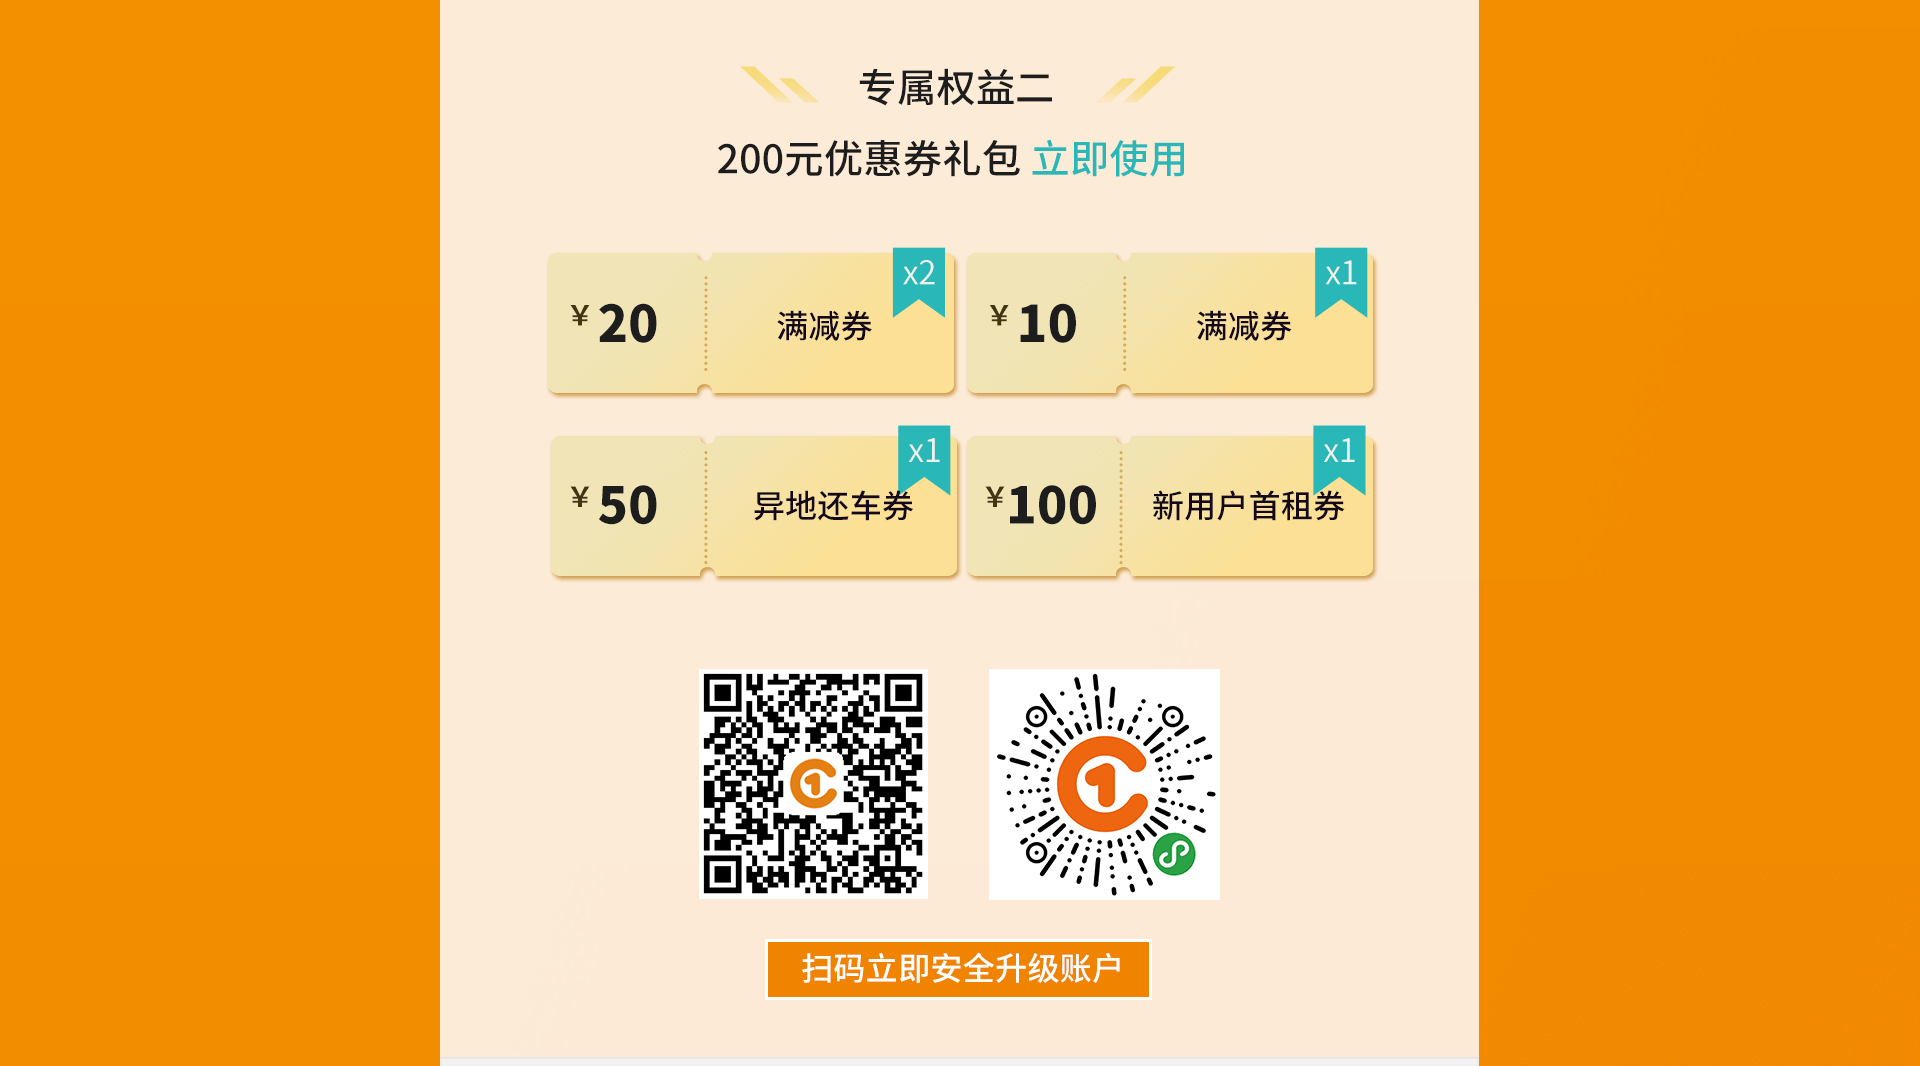 专属权益二
200元优惠券礼包 立即使用
¥ 20 满减券 x2
¥ 10 满减券 x1
¥ 50 异地还车券 x1
¥ 100 新用户首租券 x1
扫码立即安全升级账户